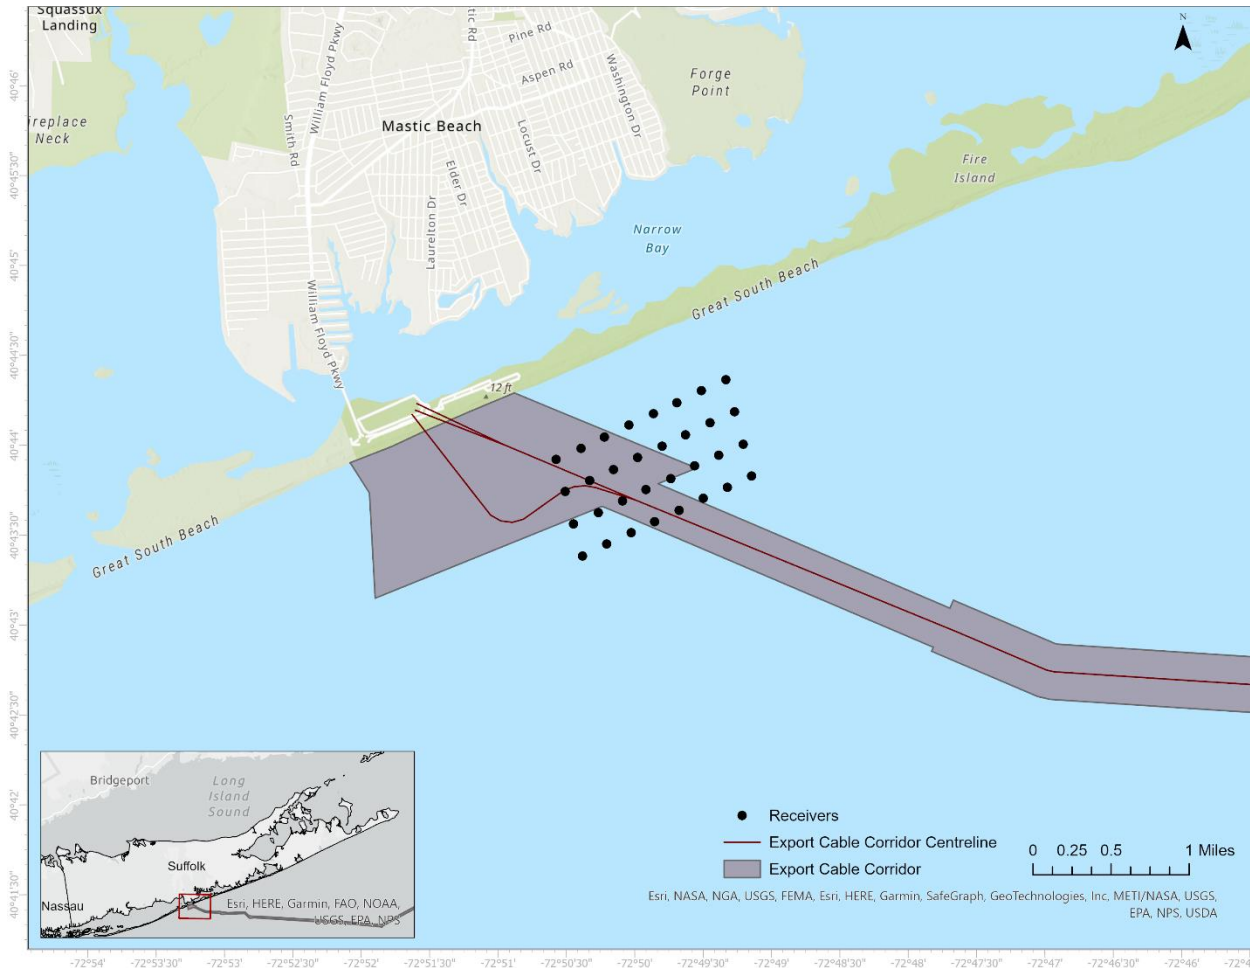 Squassux
Landing
tic Rd
Pine Rd
N
William Floyd Pkwy
Aspen Rd
Washington Dr
Forge
Point
40°46'
ireplace
Neck
Smith Rd
Mastic Beach
Locust Dr
Elder Dr
Fire
Island
40°45'30"
Laurelton Dr
Narrow
Bay
40°45'
William Floyd Pkwy
Great South Beach
40°44'30"
12 ft
40°44'
40°43'30"
Great South Beach
40°43'
40°42'30"
40°42'
40°41'30"
Bridgeport
Long
Island
Sound
Suffolk
Nassau
Esri, HERE, Garmin, FAO, NOAA,
USGS, EPA, NPS
Receivers
Export Cable Corridor Centreline
Export Cable Corridor
0 0.25 0.5 1 Miles
Esri, NASA, NGA, USGS, FEMA, Esri, HERE, Garmin, SafeGraph, GeoTechnologies, Inc, METI/NASA, USGS,
EPA, NPS, USDA
-72°54' -72°53'30" -72°53' -72°52'30" -72°52' -72°51'30" -72°51' -72°50'30" -72°50' -72°49'30" -72°49' -72°48'30" -72°48' -72°47'30" -72°47' -72°46'30" -72°46'